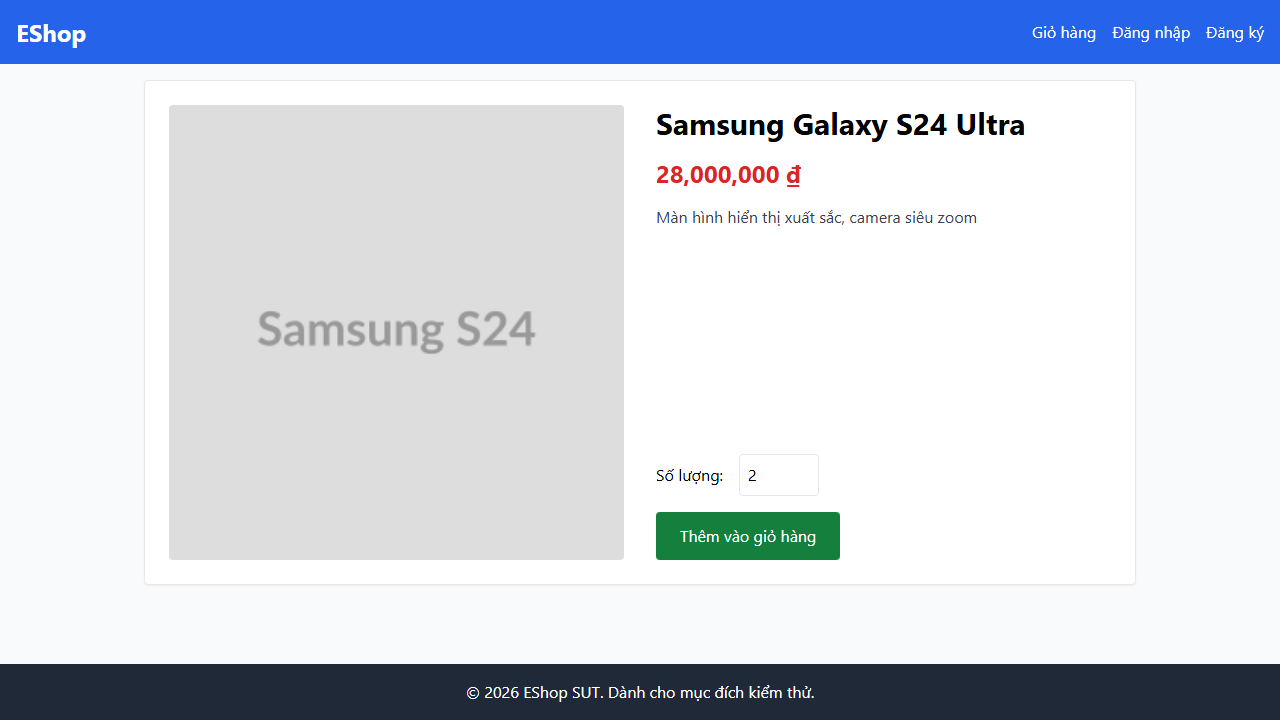 EShop
Giỏ hàng Đăng nhập Đăng ký
Samsung S24
Samsung Galaxy S24 Ultra
28,000,000 ₫
Màn hình hiển thị xuất sắc, camera siêu zoom
Số lượng: 2
Thêm vào giỏ hàng
© 2026 EShop SUT. Dành cho mục đích kiểm thử.